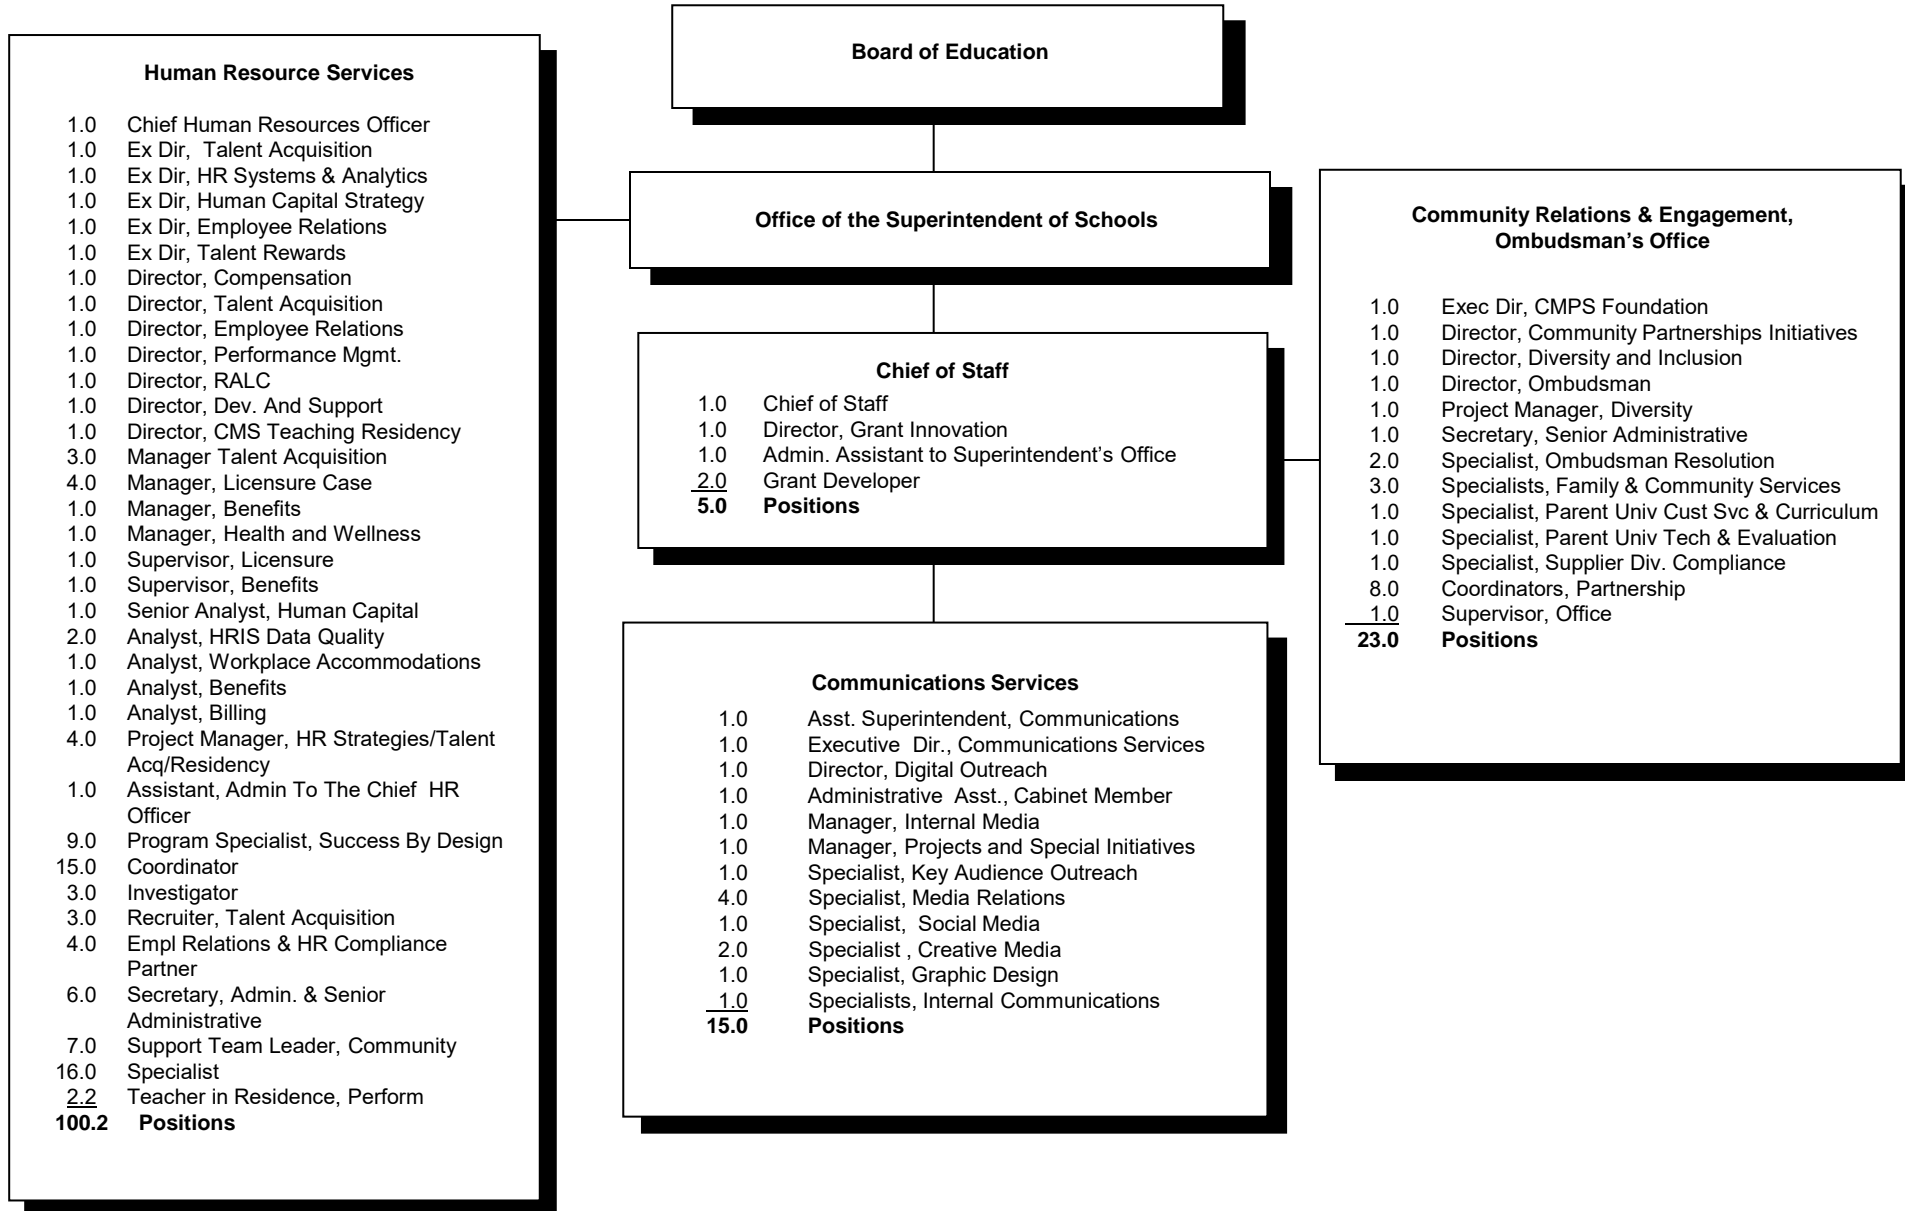 Board of Education
Human Resource Services
1.0 Chief Human Resources Officer
1.0 Ex Dir, Talent Acquisition
1.0 Ex Dir, HR Systems & Analytics
1.0 Ex Dir, Human Capital Strategy
1.0 Ex Dir, Employee Relations
1.0 Ex Dir, Talent Rewards
1.0 Director, Compensation
1.0 Director, Talent Acquisition
1.0 Director, Employee Relations
1.0 Director, Performance Mgmt.
1.0 Director, RALC
1.0 Director, Dev. And Support
1.0 Director, CMS Teaching Residency
3.0 Manager Talent Acquisition
4.0 Manager, Licensure Case
1.0 Manager, Benefits
1.0 Manager, Health and Wellness
1.0 Supervisor, Licensure
1.0 Supervisor, Benefits
1.0 Senior Analyst, Human Capital
2.0 Analyst, HRIS Data Quality
1.0 Analyst, Workplace Accommodations
1.0 Analyst, Benefits
1.0 Analyst, Billing
4.0 Project Manager, HR Strategies/Talent
Acq/Residency
1.0 Assistant, Admin To The Chief HR
Officer
9.0 Program Specialist, Success By Design
15.0 Coordinator
3.0 Investigator
3.0 Recruiter, Talent Acquisition
4.0 Empl Relations & HR Compliance
Partner
6.0 Secretary, Admin. & Senior
Administrative
7.0 Support Team Leader, Community
16.0 Specialist
2.2 Teacher in Residence, Perform
100.2 Positions
Office of the Superintendent of Schools
Chief of Staff
1.0 Chief of Staff
1.0 Director, Grant Innovation
1.0 Admin. Assistant to Superintendent's Office
2.0 Grant Developer
5.0 Positions
Community Relations & Engagement,
Ombudsman's Office
1.0 Exec Dir, CMPS Foundation
1.0 Director, Community Partnerships Initiatives
1.0 Director, Diversity and Inclusion
1.0 Director, Ombudsman
1.0 Project Manager, Diversity
1.0 Secretary, Senior Administrative
2.0 Specialist, Ombudsman Resolution
3.0 Specialists, Family & Community Services
1.0 Specialist, Parent Univ Cust Svc & Curriculum
1.0 Specialist, Parent Univ Tech & Evaluation
1.0 Specialist, Supplier Div. Compliance
8.0 Coordinators, Partnership
1.0 Supervisor, Office
23.0 Positions
Communications Services
1.0 Asst. Superintendent, Communications
1.0 Executive Dir., Communications Services
1.0 Director, Digital Outreach
1.0 Administrative Asst., Cabinet Member
1.0 Manager, Internal Media
1.0 Manager, Projects and Special Initiatives
1.0 Specialist, Key Audience Outreach
4.0 Specialist, Media Relations
1.0 Specialist, Social Media
2.0 Specialist , Creative Media
1.0 Specialist, Graphic Design
1.0 Specialists, Internal Communications
15.0 Positions